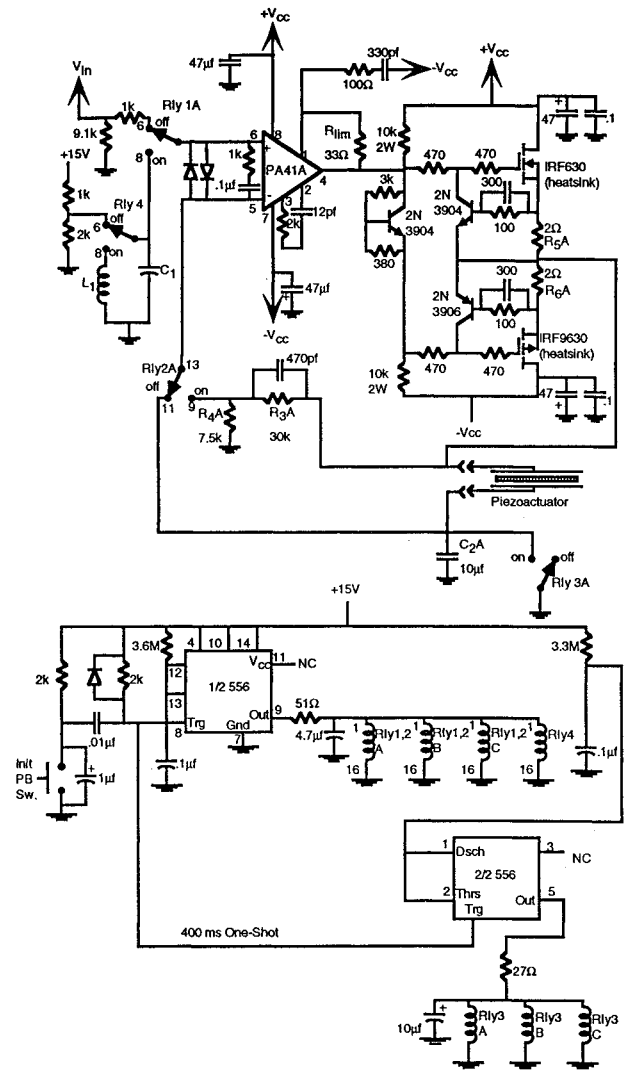 +Vcc
330pf
47µf
100Ω
-Vcc
+Vcc
Vin
1k
Rly 1A
off
6
9.1k
8
on
+15V
1k
Rly 4
off
6
2k
8
on
L1
C1
6
8
1k
+
PA41A
.1µf
-
5
7
1
4
2
3
2k
12pf
Rlim
33Ω
47µf
+
-Vcc
10k
2W
3k
2N
3904
380
10k
2W
470
470
2N
3904
300
100
+
47
.1
IRF630
(heatsink)
2Ω
R5A
2Ω
R6A
300
2N
3906
100
470
470
IRF9630
(heatsink)
47
+
.1
-Vcc
Rly2A
13
off
11
on
9
R4A
7.5k
470pf
R3A
30k
Piezoactuator
C2A
10µf
on
off
Rly 3A
+15V
2k
2k
.01µf
Init
PB
Sw.
+
1µf
3.6M
4
10
14
Vcc
11
NC
12
1/2 556
13
Trg
8
Gnd
7
Out
9
.1µf
51Ω
4.7µf
1
Rly1,2
A
16
1
Rly1,2
B
16
1
Rly1,2
C
16
1
Rly4
16
3.3M
.1µf
1
Dsch
3
NC
2/2 556
2
Thrs
Trg
Out
5
400 ms One-Shot
27Ω
10µf
+
Rly3
A
Rly3
B
Rly3
C